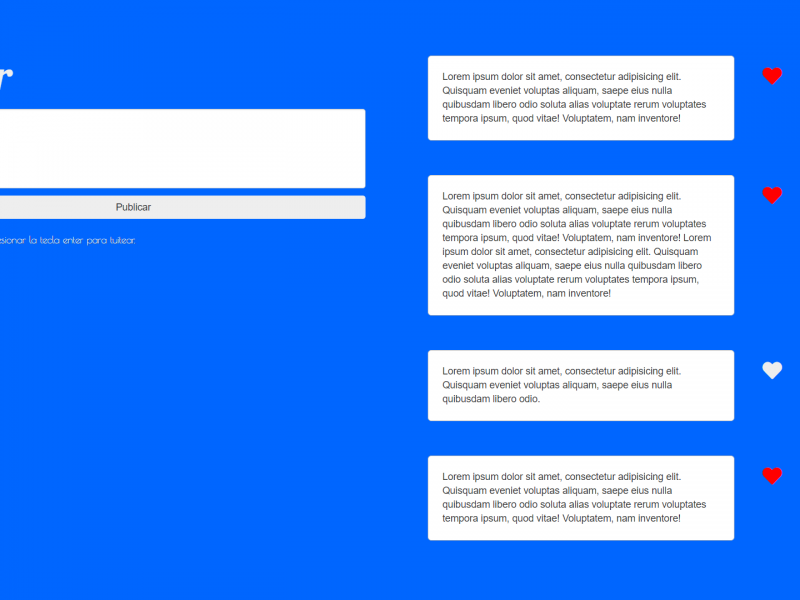 r
Publicar
sionar la tecla enter para tuitear.
Lorem ipsum dolor sit amet, consectetur adipisicing elit.
Quisquam eveniet voluptas aliquam, saepe eius nulla
quibusdam libero odio soluta alias voluptate rerum voluptates
tempora ipsum, quod vitae! Voluptatem, nam inventore!
Lorem ipsum dolor sit amet, consectetur adipisicing elit.
Quisquam eveniet voluptas aliquam, saepe eius nulla
quibusdam libero odio soluta alias voluptate rerum voluptates
tempora ipsum, quod vitae! Voluptatem, nam inventore! Lorem
ipsum dolor sit amet, consectetur adipisicing elit. Quisquam
eveniet voluptas aliquam, saepe eius nulla quibusdam libero
odio soluta alias voluptate rerum voluptates tempora ipsum,
quod vitae! Voluptatem, nam inventore!
Lorem ipsum dolor sit amet, consectetur adipisicing elit.
Quisquam eveniet voluptas aliquam, saepe eius nulla
quibusdam libero odio.
Lorem ipsum dolor sit amet, consectetur adipisicing elit.
Quisquam eveniet voluptas aliquam, saepe eius nulla
quibusdam libero odio soluta alias voluptate rerum voluptates
tempora ipsum, quod vitae! Voluptatem, nam inventore!